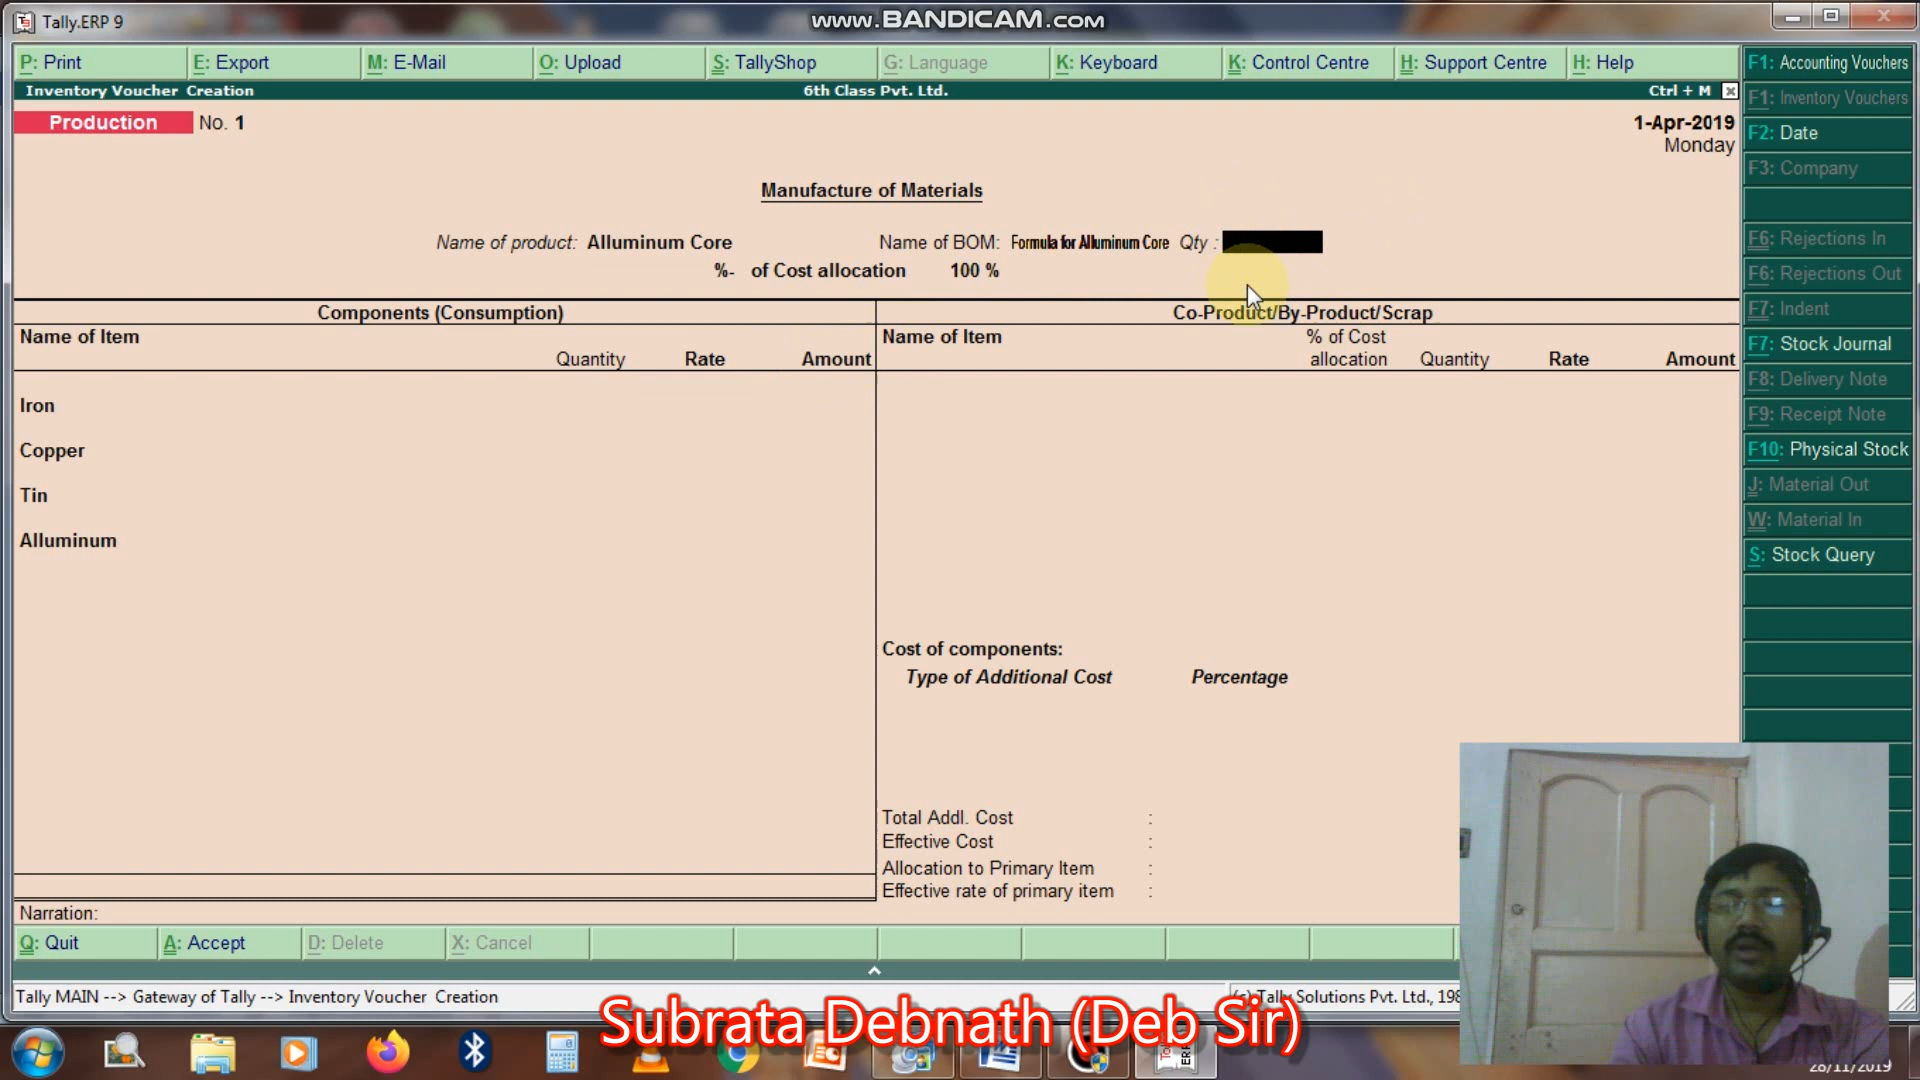 Tally.ERP 9
www.BANDICAM.com
P: Print E: Export M: E-Mail O: Upload S: TallyShop G: Language K: Keyboard K: Control Centre H: Support Centre H: Help
Inventory Voucher Creation 6th Class Pvt. Ltd. Ctrl + M
Production No. 1 1-Apr-2019
Monday
Manufacture of Materials
Name of product: Alluminum Core Name of BOM: Formula for Alluminum Core Qty :
%- of Cost allocation 100 %
Components (Consumption) Co-Product/By-Product/Scrap
Name of Item Name of Item % of Cost
Quantity Rate Amount allocation Quantity Rate Amount
Iron
Copper
Tin
Alluminum
Cost of components:
Type of Additional Cost Percentage
Total Addl. Cost :
Effective Cost :
Allocation to Primary Item :
Effective rate of primary item :
Narration:
Q: Quit A: Accept D: Delete X: Cancel
F1: Accounting Vouchers
F1: Inventory Vouchers
F2: Date
F3: Company
F6: Rejections In
F6: Rejections Out
F7: Indent
F7: Stock Journal
F8: Delivery Note
F9: Receipt Note
F10: Physical Stock
J: Material Out
W: Material In
S: Stock Query
Tally MAIN --> Gateway of Tally --> Inventory Voucher Creation (c) Tally Solutions Pvt. Ltd., 198
Subrata Debnath (Deb Sir)
28/11/2019